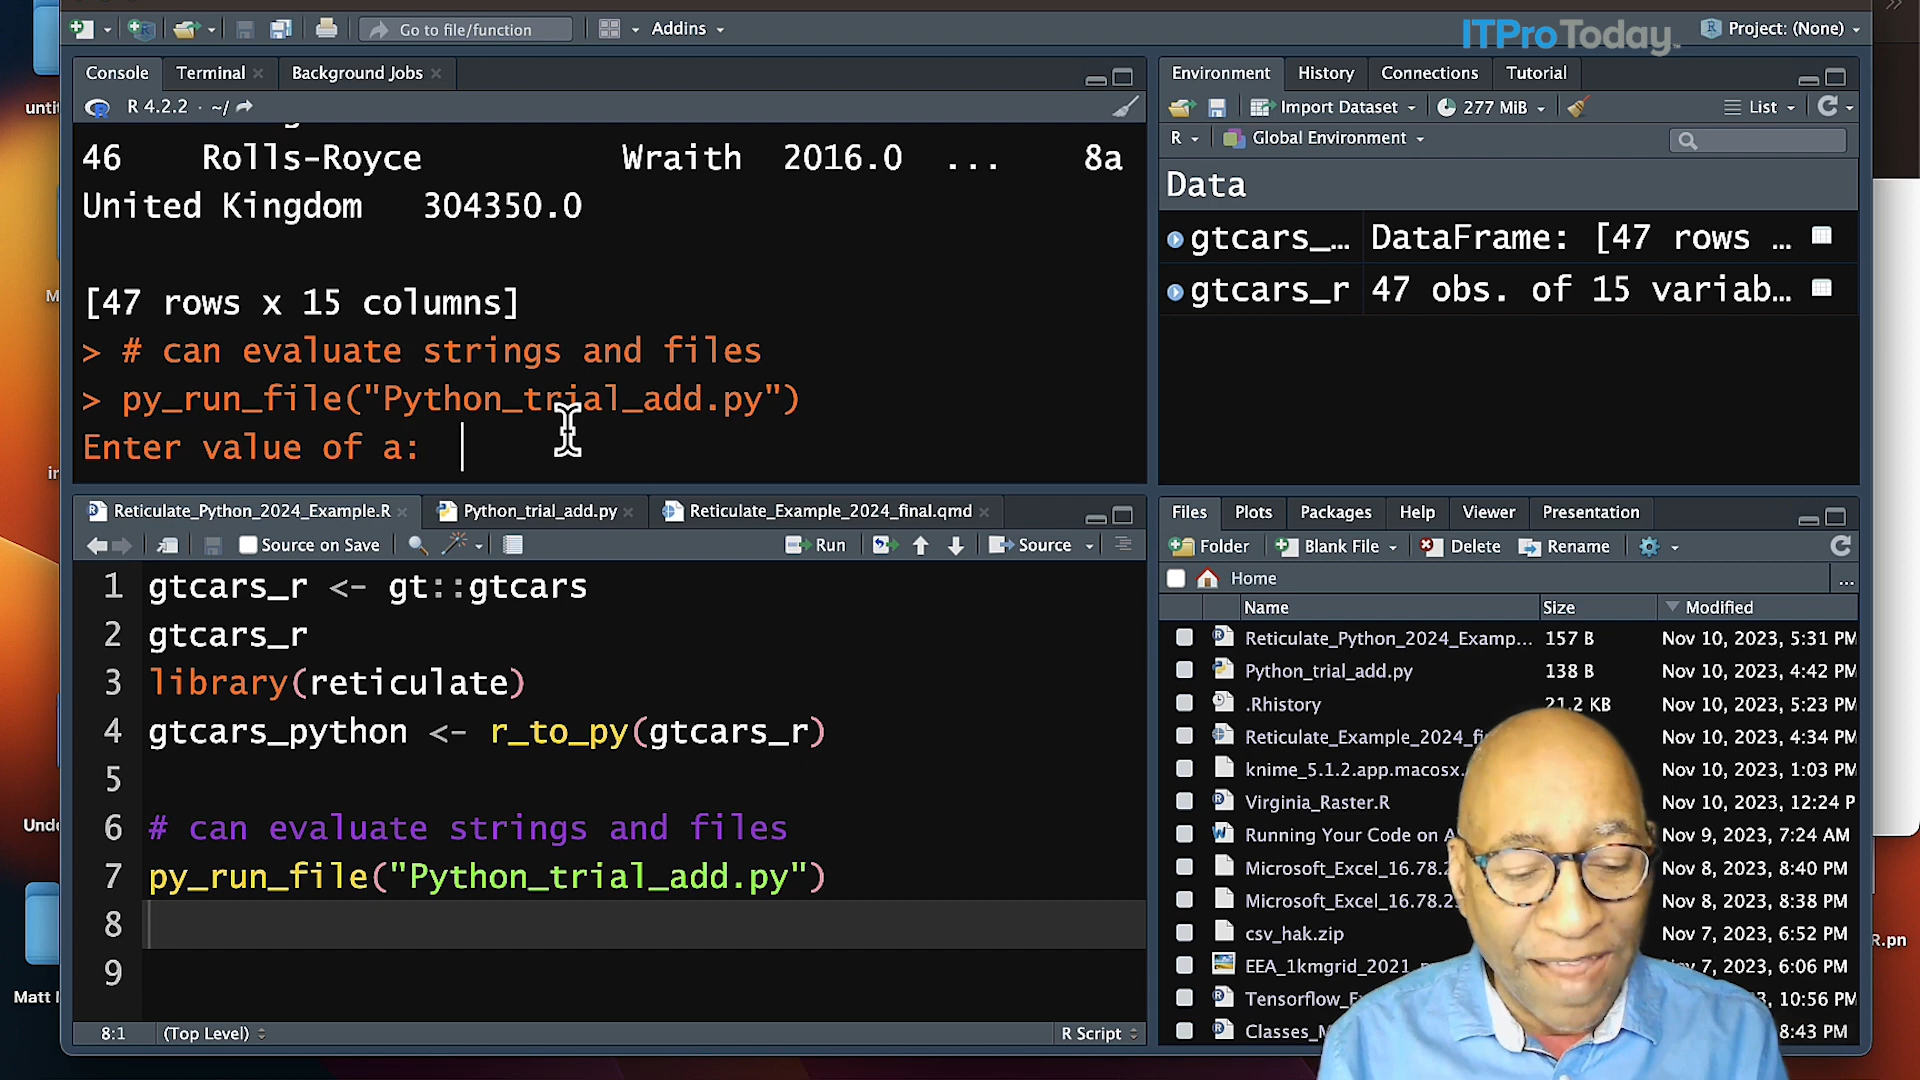 ITProToday
Go to file/function
Addins
Project: (None)
Console
Terminal
Background Jobs
R 4.2.2 · ~/
46 Rolls-Royce Wraith 2016.0 ... 8a
United Kingdom 304350.0
[47 rows x 15 columns]
> # can evaluate strings and files
> py_run_file("Python_trial_add.py")
Enter value of a:
Environment
History
Connections
Tutorial
Import Dataset
277 MiB
List
R
Global Environment
Data
gtcars_... DataFrame: [47 rows ...
gtcars_r 47 obs. of 15 variab...
Reticulate_Python_2024_Example.R
Python_trial_add.py
Reticulate_Example_2024_final.qmd
Source on Save
Run
Source
1 gtcars_r <- gt::gtcars
2 gtcars_r
3 library(reticulate)
4 gtcars_python <- r_to_py(gtcars_r)
5
6 # can evaluate strings and files
7 py_run_file("Python_trial_add.py")
8
9
8:1 (Top Level)
R Script
Files
Plots
Packages
Help
Viewer
Presentation
Folder
Blank File
Delete
Rename
Home
...
Name Size Modified
Reticulate_Python_2024_Examp... 157 B Nov 10, 2023, 5:31 PM
Python_trial_add.py 138 B Nov 10, 2023, 4:42 PM
.Rhistory 21.2 KB Nov 10, 2023, 5:23 PM
Reticulate_Example_2024_fi Nov 10, 2023, 4:34 PM
knime_5.1.2.app.macosx. Nov 10, 2023, 1:03 PM
Virginia_Raster.R Nov 10, 2023, 12:24 P
Running Your Code on A Nov 9, 2023, 7:24 AM
Microsoft_Excel_16.78.2 Nov 8, 2023, 8:40 PM
Microsoft_Excel_16.78.2 Nov 8, 2023, 8:38 PM
csv_hak.zip Nov 7, 2023, 6:52 PM
EEA_1kmgrid_2021 7, 2023, 6:06 PM
Tensorflow_E 10:56 PM
Classes_M 8:43 PM
unti
M
in
Unde
Matt
R.pn